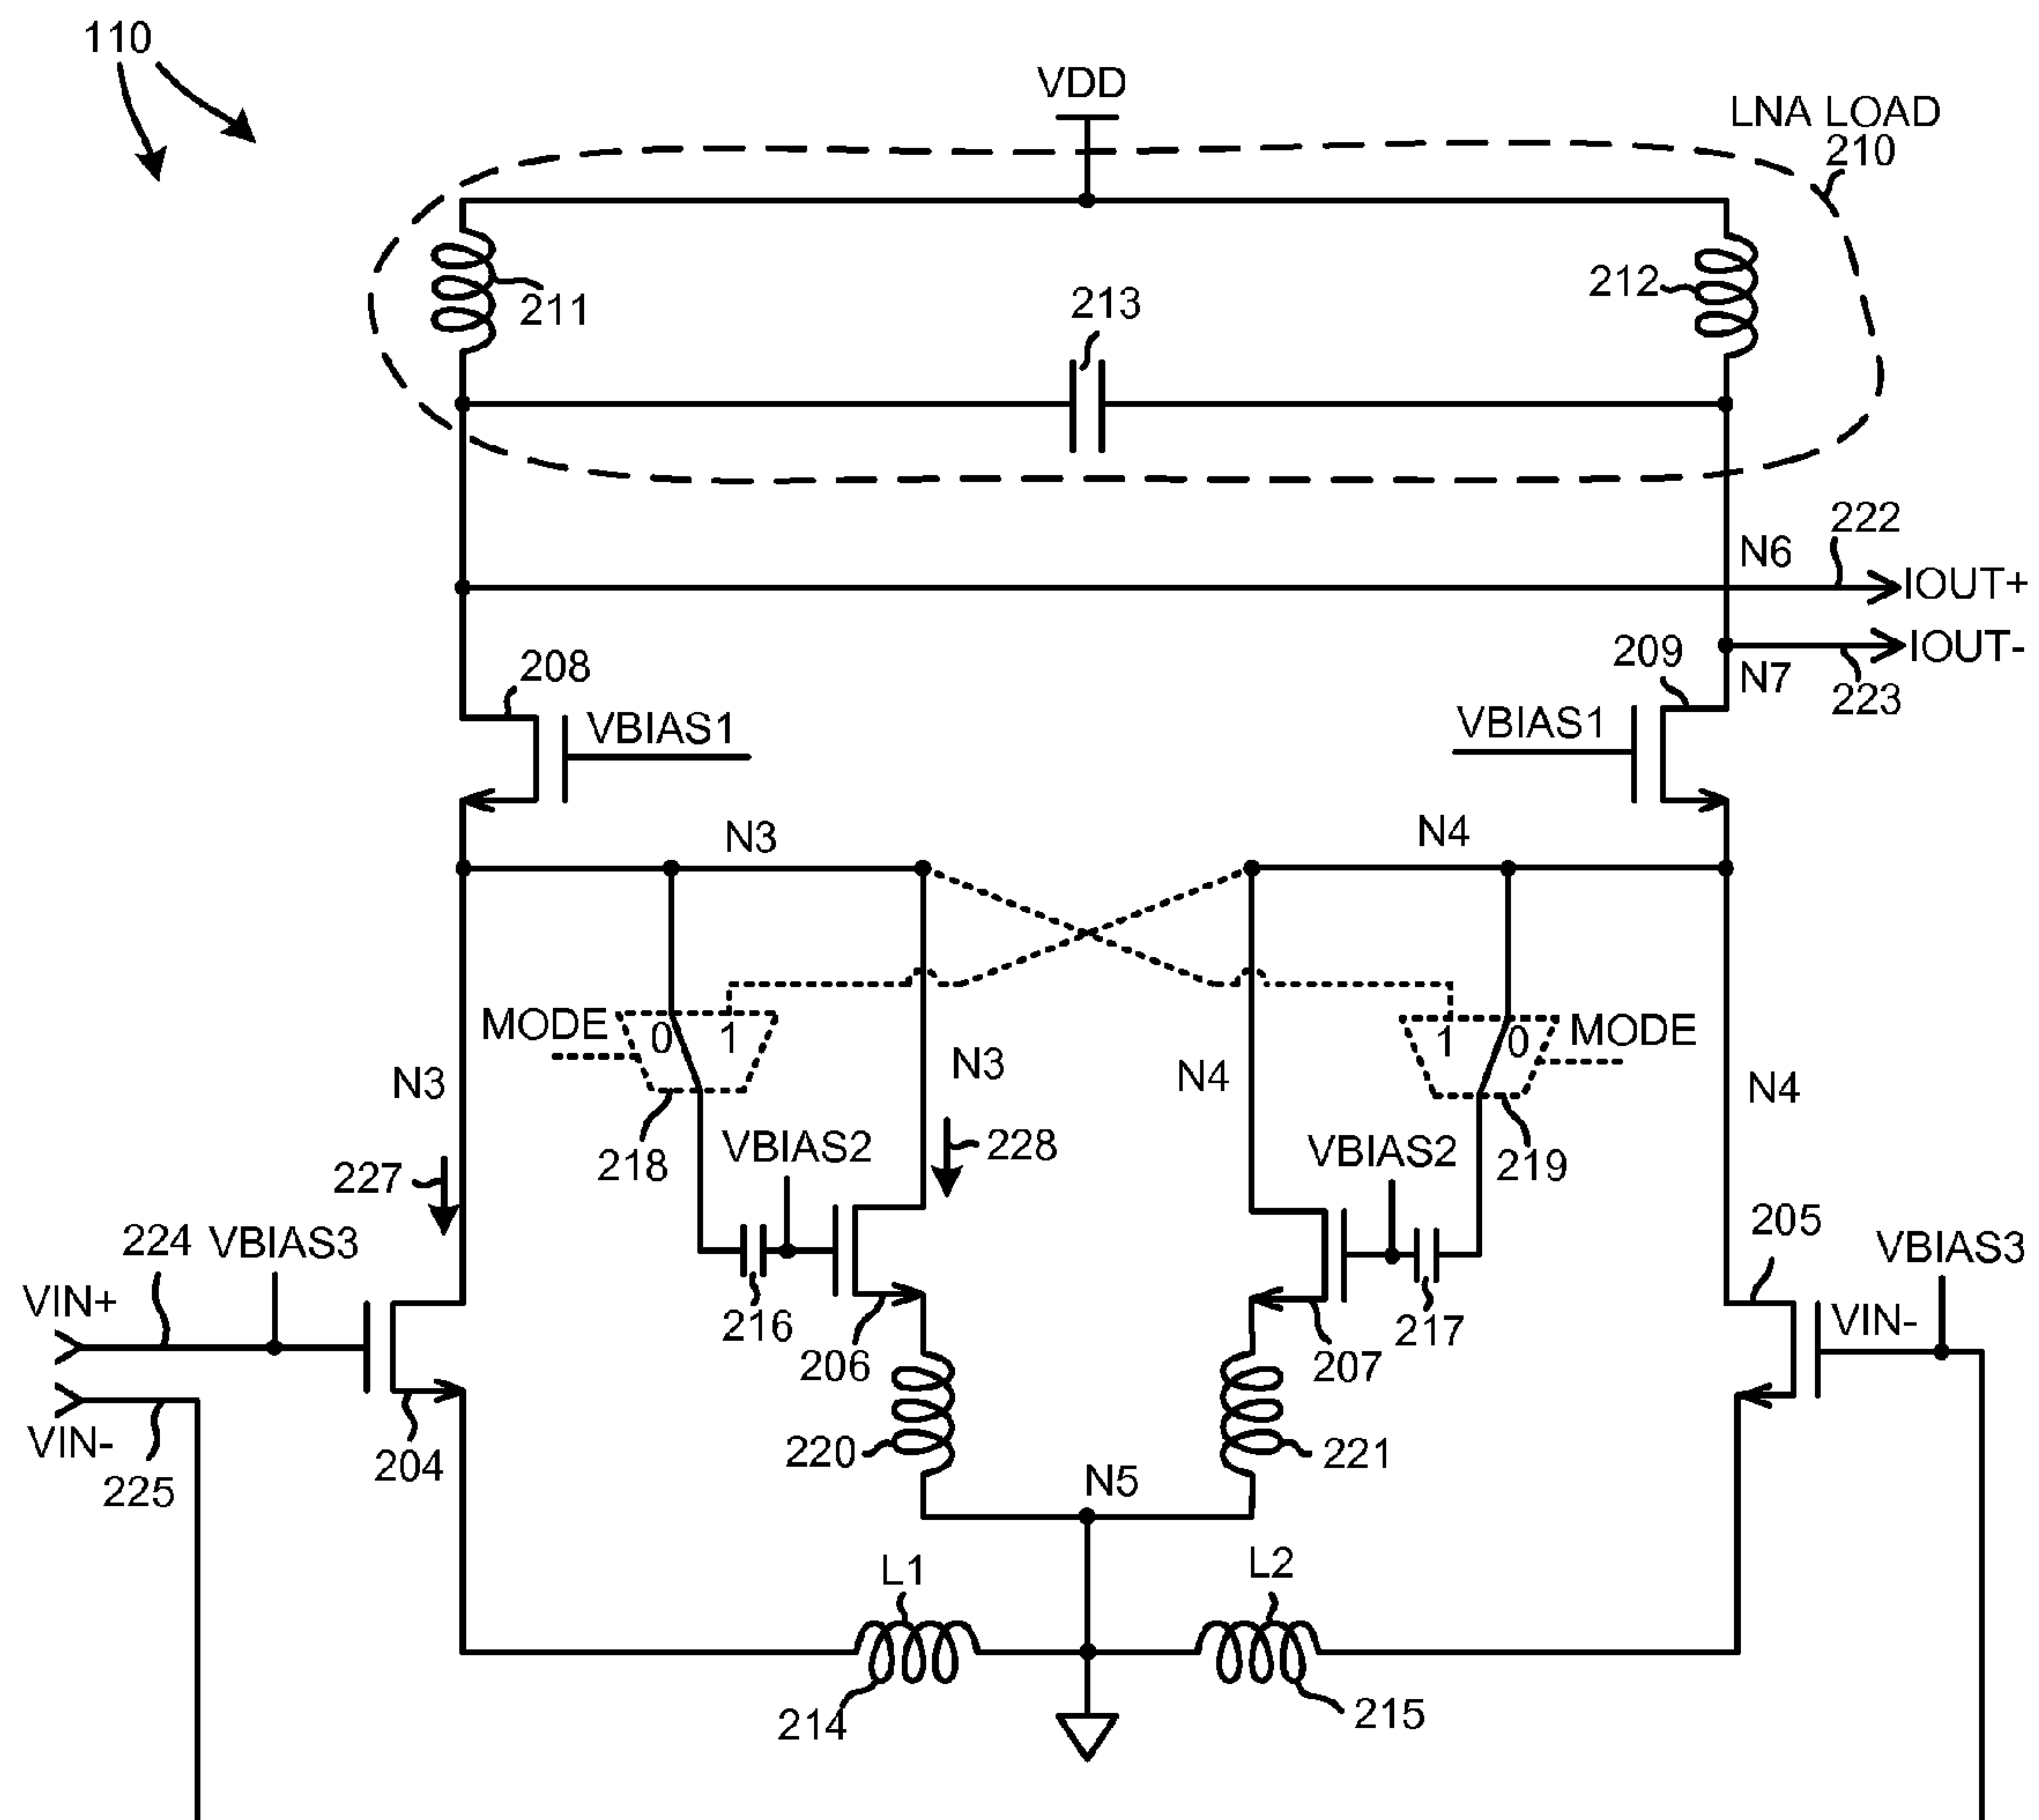 110
VDD
LNA LOAD
210
211
212
213
222
N6
IOUT+
208
209
IOUT-
N7
223
VBIAS1
VBIAS1
N3
N4
MODE
0
1
1
0
MODE
N3
N3
N4
N4
218
VBIAS2
228
VBIAS2
219
227
224
VBIAS3
205
VBIAS3
VIN+
216
206
207
217
VIN-
VIN-
225
204
220
221
N5
L1
L2
214
215